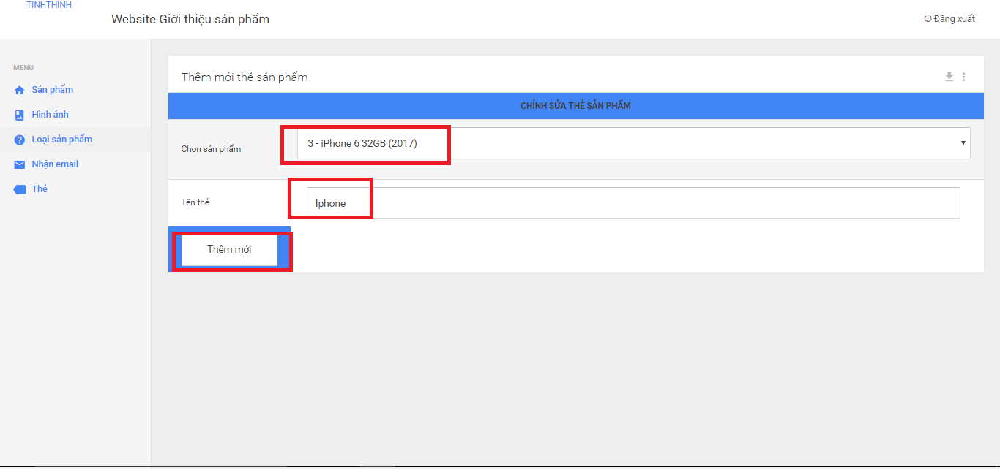 TINHTHINH
Website Giới thiệu sản phẩm
Đăng xuất
MENU
Sản phẩm
Hình ảnh
Loại sản phẩm
Nhận email
Thẻ
Thêm mới thẻ sản phẩm
CHỈNH SỬA THẺ SẢN PHẨM
Chọn sản phẩm
3 - iPhone 6 32GB (2017)
Tên thẻ
Iphone
Thêm mới